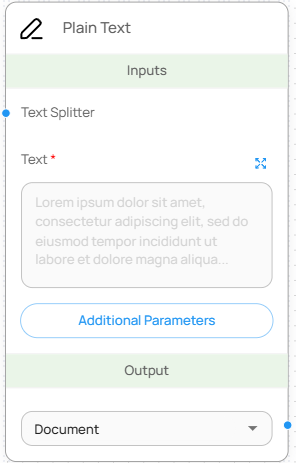 Plain Text
Inputs
Text Splitter
Text *
Lorem ipsum dolor sit amet,
consectetur adipiscing elit, sed do
eiusmod tempor incididunt ut
labore et dolore magna aliqua...
Additional Parameters
Output
Document